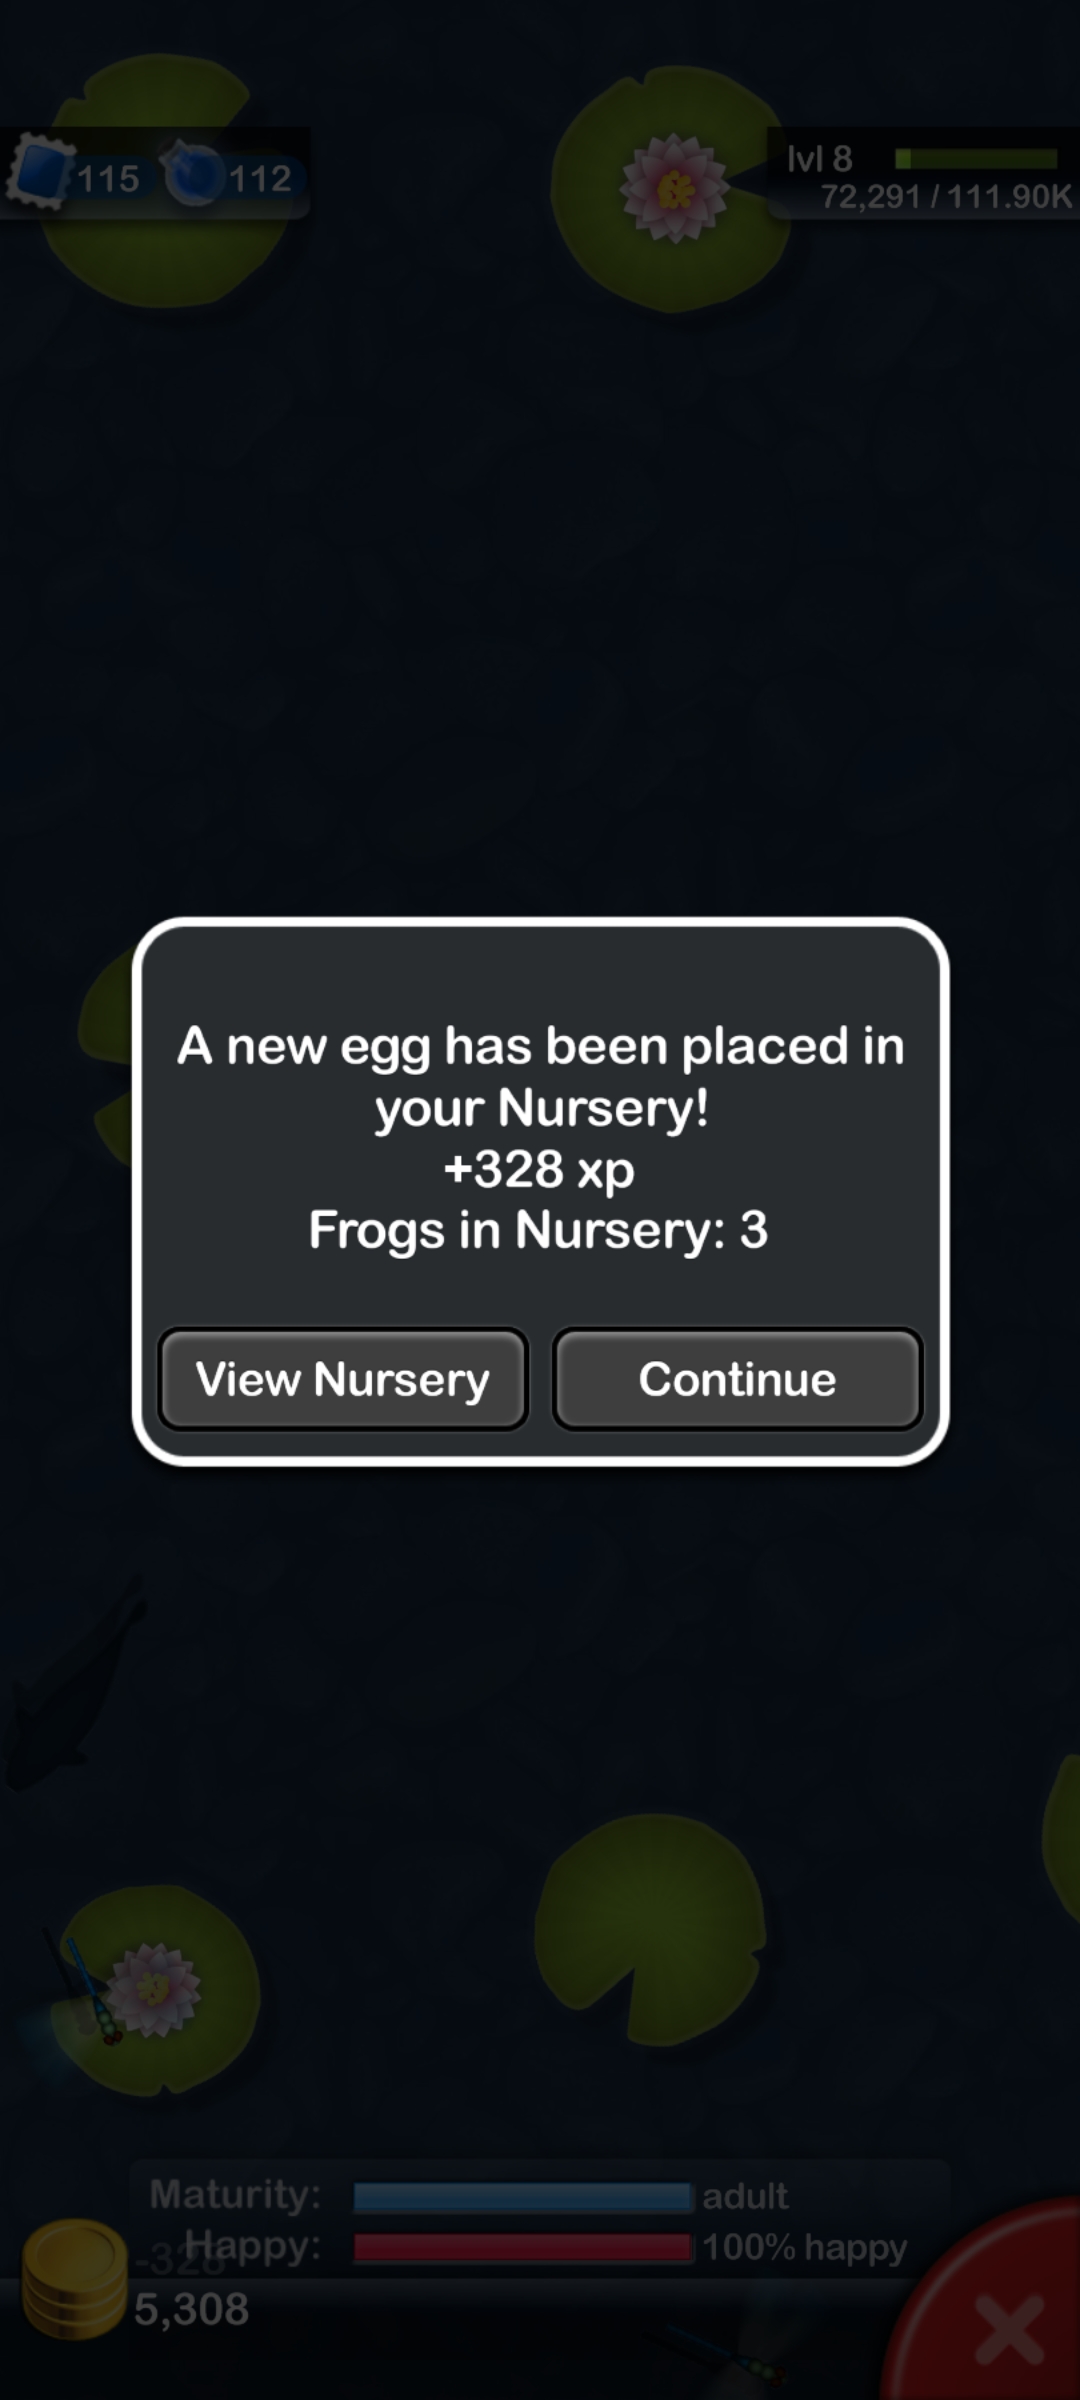 115
112
lvl 8
72,291 / 111.90K
A new egg has been placed in
your Nursery!
+328 xp
Frogs in Nursery: 3
View Nursery
Continue
Maturity:
adult
Happy:
100% happy
-328
5,308